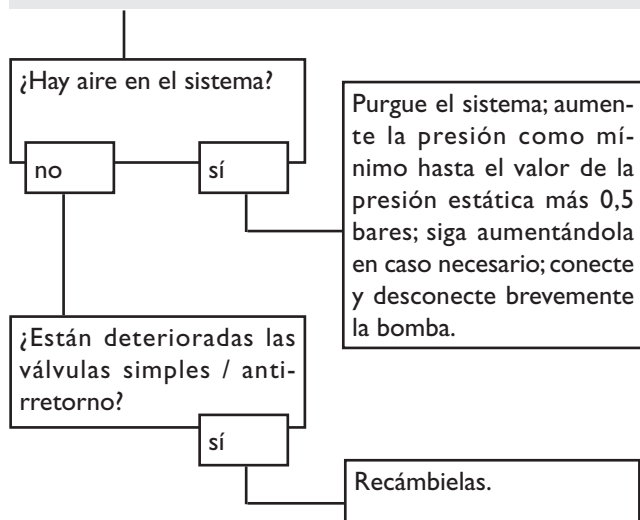 ¿Hay aire en el sistema?
no
sí
Purgue el sistema; aumen-
te la presión como mí-
nimo hasta el valor de la
presión estática más 0,5
bares; siga aumentándola
en caso necesario; conecte
y desconecte brevemente
la bomba.
¿Están deterioradas las
válvulas simples / anti-
rretorno?
sí
Recámbielas.